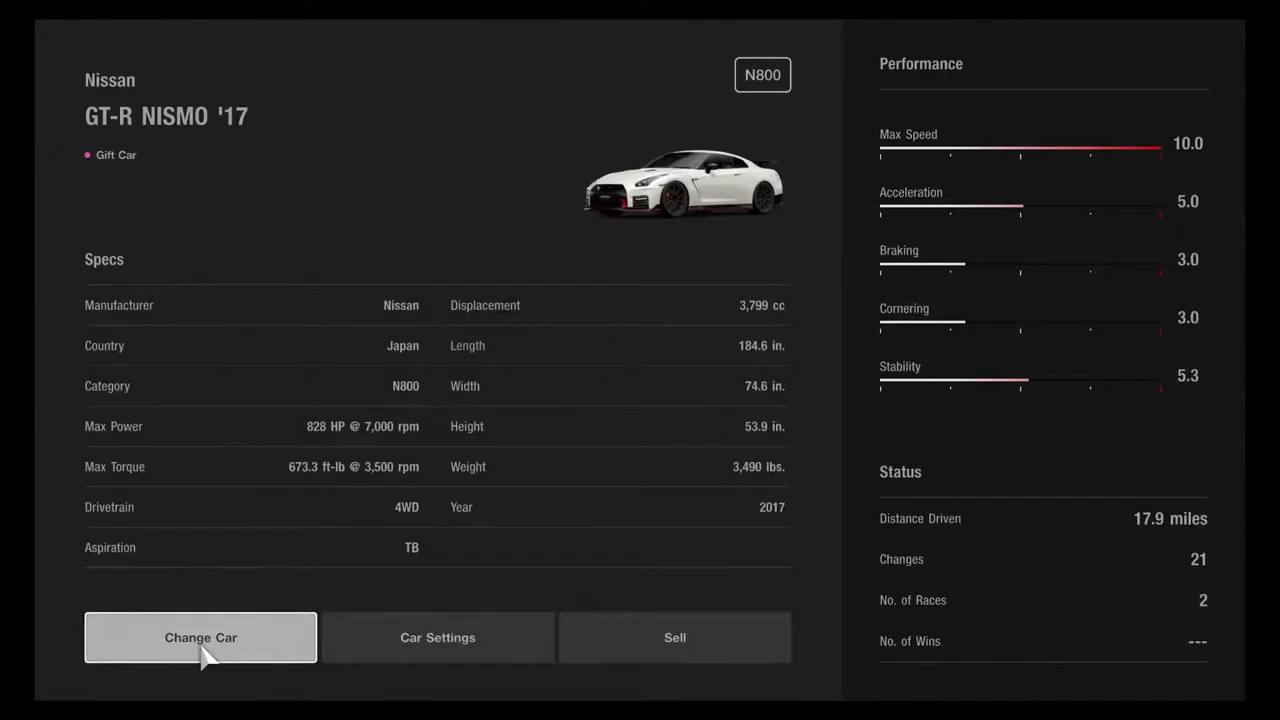 Nissan
N800
GT-R NISMO '17
Gift Car
Specs
Manufacturer Nissan Displacement 3,799 cc
Country Japan Length 184.6 in.
Category N800 Width 74.6 in.
Max Power 828 HP @ 7,000 rpm Height 53.9 in.
Max Torque 673.3 ft-lb @ 3,500 rpm Weight 3,490 lbs.
Drivetrain 4WD Year 2017
Aspiration TB
Change Car Car Settings Sell
Performance
Max Speed 10.0
Acceleration 5.0
Braking 3.0
Cornering 3.0
Stability 5.3
Status
Distance Driven 17.9 miles
Changes 21
No. of Races 2
No. of Wins ---